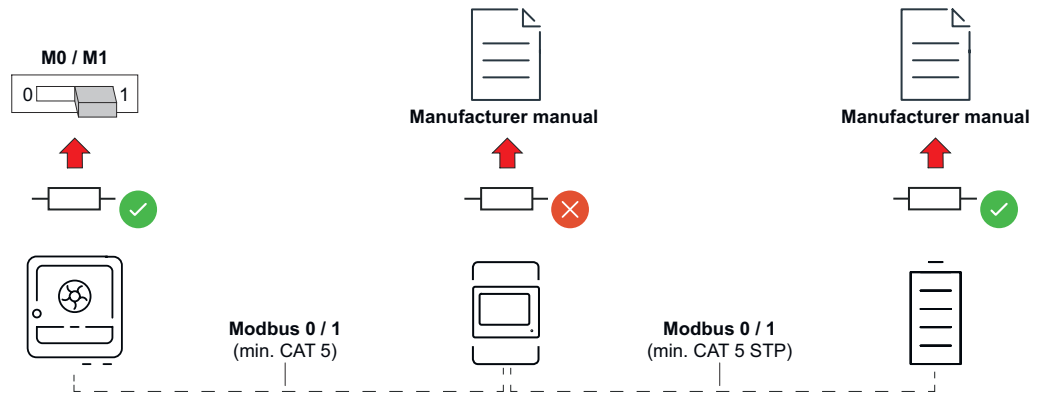 M0 / M1
0 1
Manufacturer manual
Manufacturer manual
Modbus 0 / 1
(min. CAT 5)
Modbus 0 / 1
(min. CAT 5 STP)